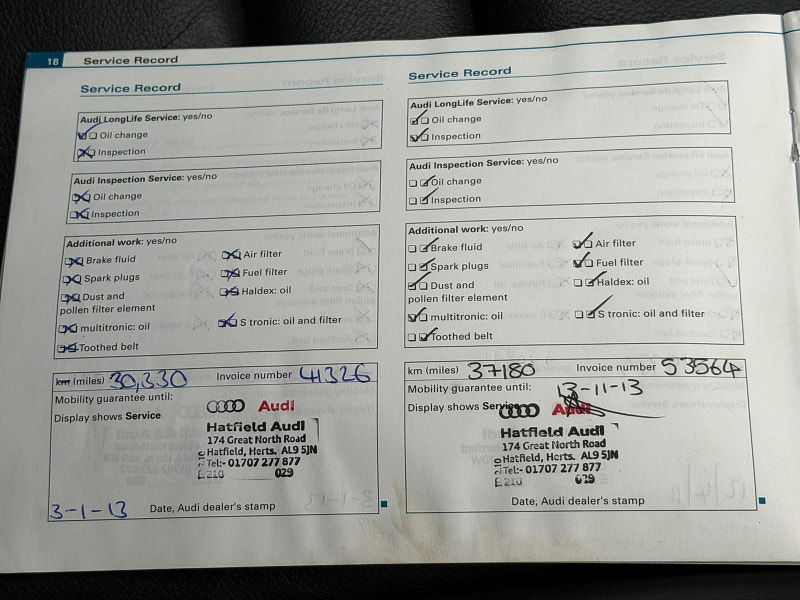 18 Service Record
Service Record
Audi LongLife Service: yes/no
Oil change
Inspection
Audi Inspection Service: yes/no
Oil change
Inspection
Additional work: yes/no
Brake fluid
Spark plugs
Dust and
pollen filter element
multitronic: oil
Toothed belt
Air filter
Fuel filter
Haldex: oil
S tronic: oil and filter
km (miles) 30,330 Invoice number 41326
Mobility guarantee until:
Display shows Service
Audi
Hatfield Audi
174 Great North Road
Hatfield, Herts. AL9 5JN
Tel:- 01707 277 877
E210 029
3-1-13 Date, Audi dealer's stamp
Service Record
Audi LongLife Service: yes/no
Oil change
Inspection
Audi Inspection Service: yes/no
Oil change
Inspection
Additional work: yes/no
Brake fluid
Spark plugs
Dust and
pollen filter element
multitronic: oil
Toothed belt
Air filter
Fuel filter
Haldex: oil
S tronic: oil and filter
km (miles) 37180 Invoice number 53564
Mobility guarantee until: 13-11-13
Display shows Service
Audi
Hatfield Audi
174 Great North Road
Hatfield, Herts. AL9 5JN
Tel:- 01707 277 877
E210 029
Date, Audi dealer's stamp